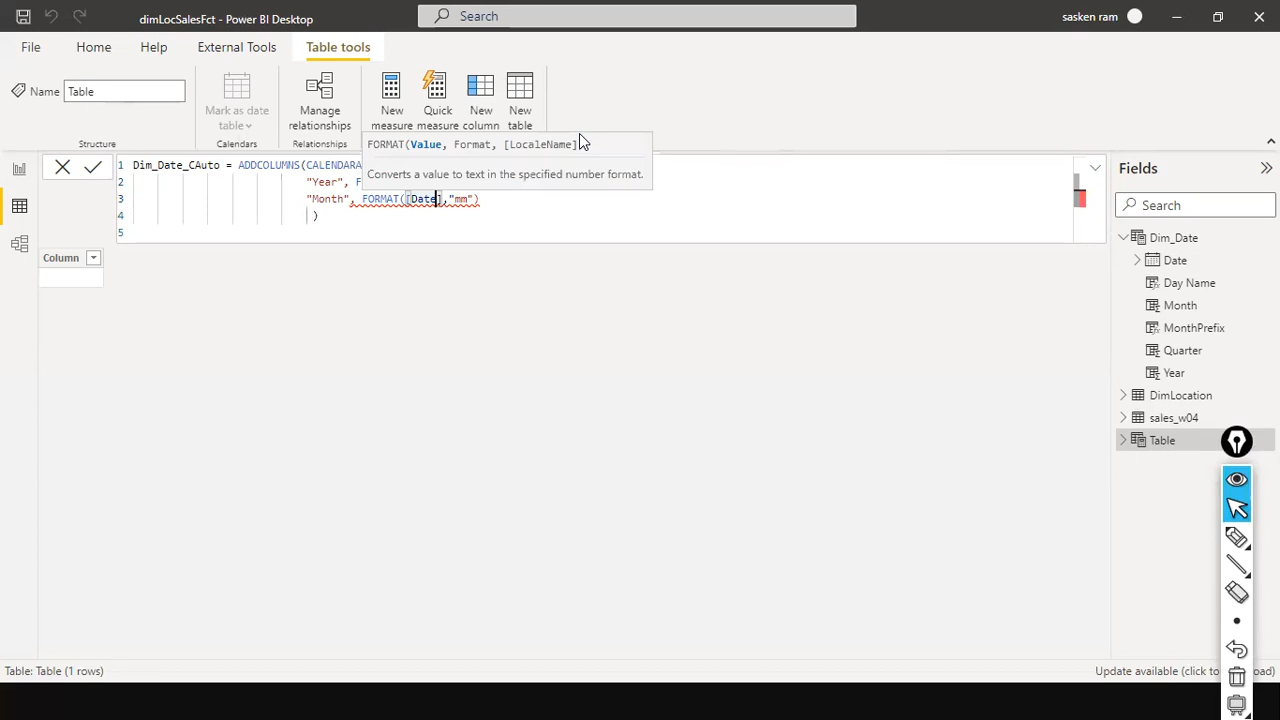 dimLocSalesFct - Power BI Desktop
Search
sasken ram
File
Home
Help
External Tools
Table tools
Name
Table
Mark as date
table
New
measure
Quick
measure
New
column
New
table
Manage
relationships
Structure
Calendars
Relationships
FORMAT(Value, Format, [LocaleName]
Converts a value to text in the specified number format.
1 Dim_Date_CAuto = ADDCOLUMNS(CALENDARA
2 "Year", F
3 "Month", FORMAT([Date],"mm")
4 )
5
Column
Fields
Search
Dim_Date
Date
Day Name
Month
MonthPrefix
Quarter
Year
DimLocation
sales_w04
Table
Table: Table (1 rows)
Update available (click to load)